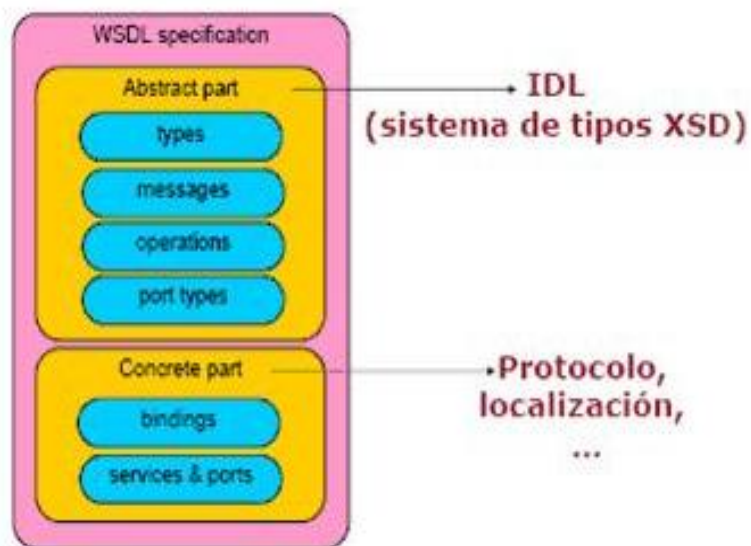 WSDL specification
Abstract part
IDL
(sistema de tipos XSD)
types
messages
operations
port types
Concrete part
Protocolo,
localización,
...
bindings
services & ports